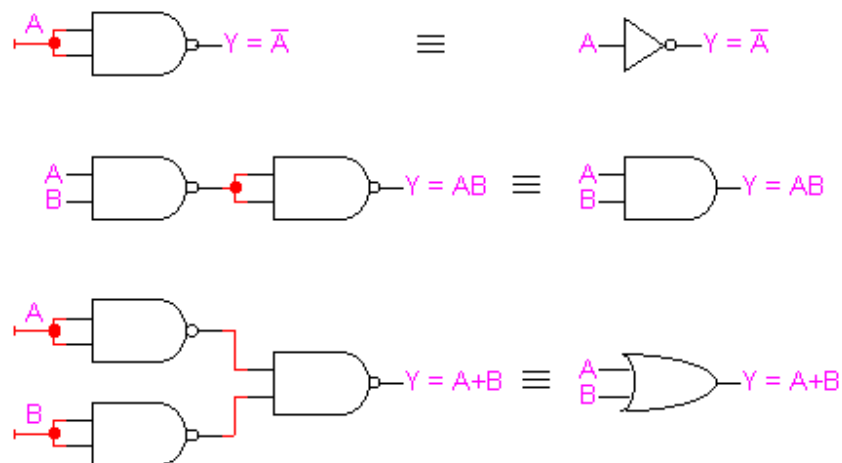 A Y = A̅ ≡ A Y = A̅
A
B Y = AB ≡ A
B Y = AB
A
B Y = A+B ≡ A
B Y = A+B